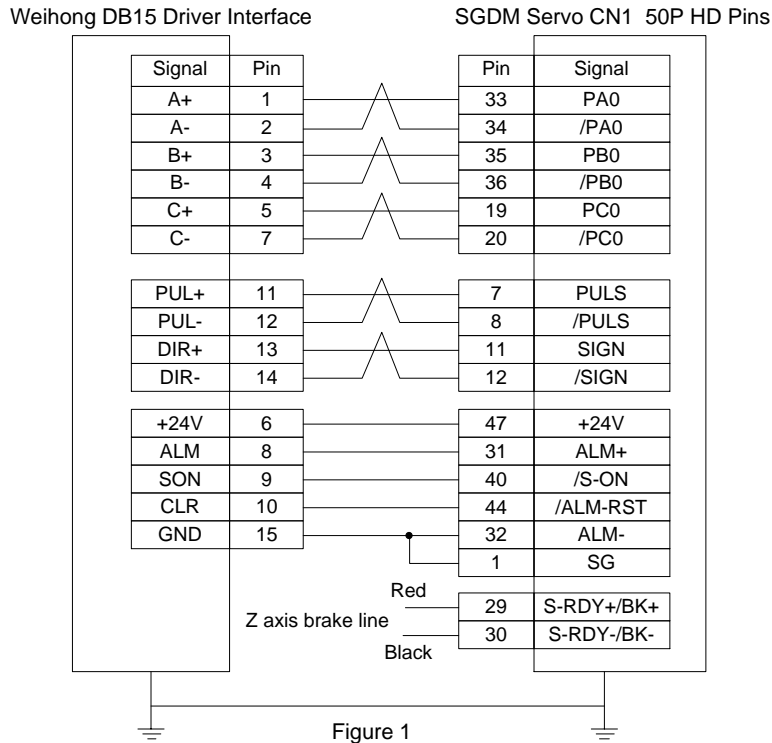 Weihong DB15 Driver Interface SGDM Servo CN1 50P HD Pins
Signal Pin Pin Signal
A+ 1 33 PA0
A- 2 34 /PA0
B+ 3 35 PB0
B- 4 36 /PB0
C+ 5 19 PC0
C- 7 20 /PC0
PUL+ 11 7 PULS
PUL- 12 8 /PULS
DIR+ 13 11 SIGN
DIR- 14 12 /SIGN
+24V 6 47 +24V
ALM 8 31 ALM+
SON 9 40 /S-ON
CLR 10 44 /ALM-RST
GND 15 32 ALM-
1 SG
Red 29 S-RDY+/BK+
Z axis brake line
Black 30 S-RDY-/BK-
Figure 1